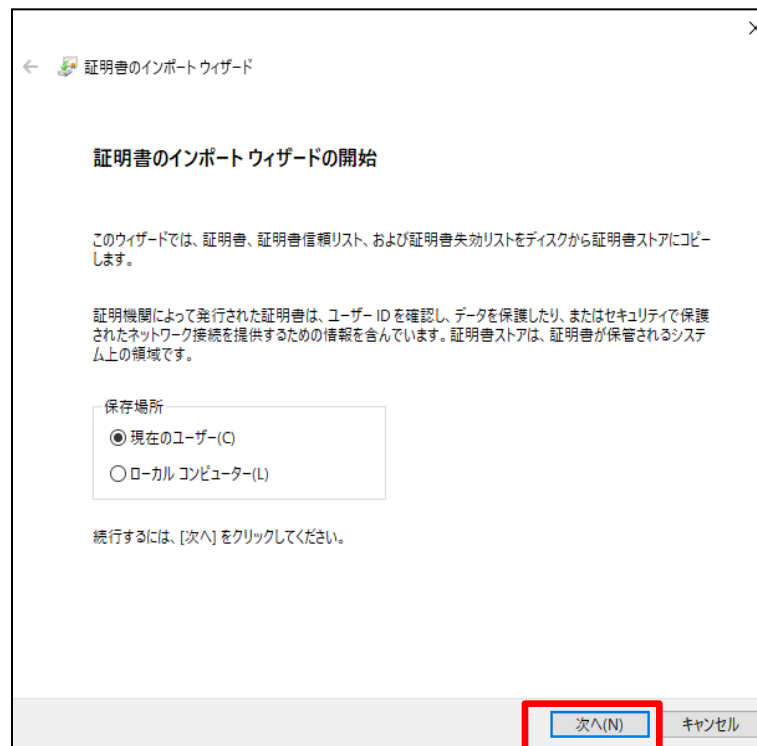 証明書のインポート ウィザード
証明書のインポート ウィザードの開始
このウィザードでは、証明書、証明書信頼リスト、および証明書失効リストをディスクから証明書ストアにコピー
します。
証明機関によって発行された証明書は、ユーザー ID を確認し、データを保護したり、またはセキュリティで保護
されたネットワーク接続を提供するための情報を含んでいます。証明書ストアは、証明書が保管されるシステ
ム上の領域です。
保存場所
現在のユーザー(C)
ローカル コンピューター(L)
続行するには、[次へ] をクリックしてください。
次へ(N)
キャンセル